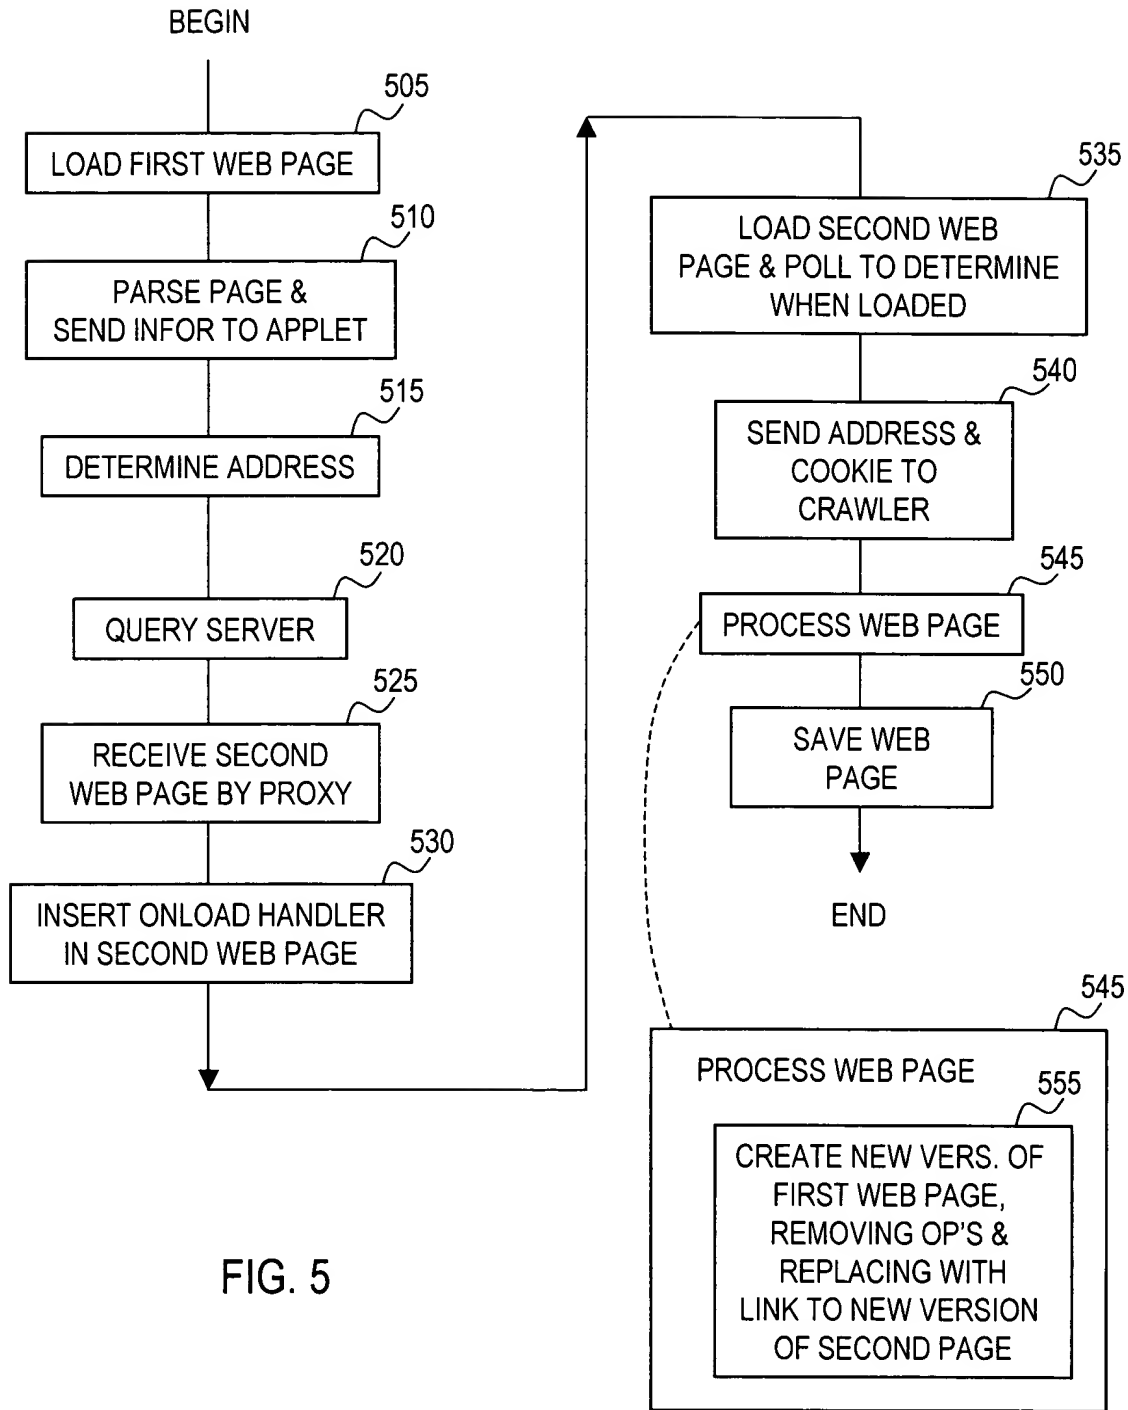 BEGIN
505
LOAD FIRST WEB PAGE
510
PARSE PAGE &
SEND INFOR TO APPLET
515
DETERMINE ADDRESS
520
QUERY SERVER
525
RECEIVE SECOND
WEB PAGE BY PROXY
530
INSERT ONLOAD HANDLER
IN SECOND WEB PAGE
535
LOAD SECOND WEB
PAGE & POLL TO DETERMINE
WHEN LOADED
540
SEND ADDRESS &
COOKIE TO
CRAWLER
545
PROCESS WEB PAGE
550
SAVE WEB
PAGE
END
545
PROCESS WEB PAGE
555
CREATE NEW VERS. OF
FIRST WEB PAGE,
REMOVING OP'S &
REPLACING WITH
LINK TO NEW VERSION
OF SECOND PAGE
FIG. 5